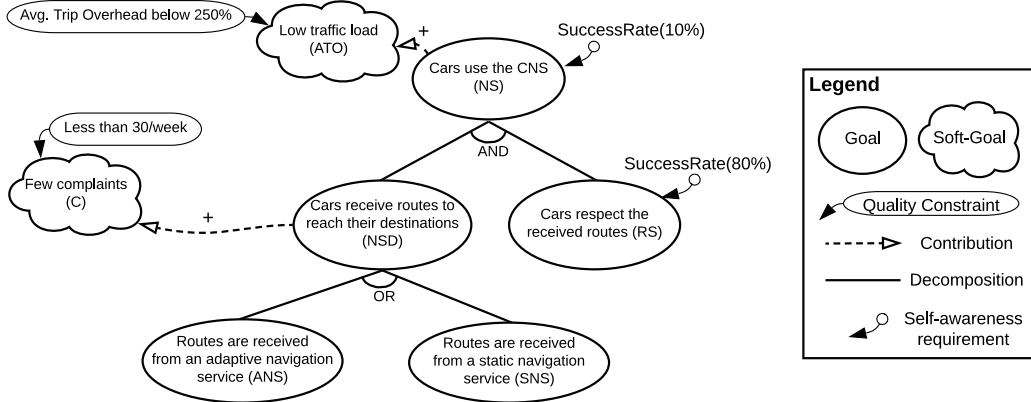 Avg. Trip Overhead below 250%
Low traffic load
(ATO)
+
SuccessRate(10%)
Cars use the CNS
(NS)
Less than 30/week
AND
SuccessRate(80%)
Few complaints
(C)
+
Cars receive routes to
reach their destinations
(NSD)
Cars respect the
received routes (RS)
OR
Routes are received
from an adaptive navigation
service (ANS)
Routes are received
from a static navigation
service (SNS)
Legend
Goal
Soft-Goal
Quality Constraint
Contribution
Decomposition
Self-awareness
requirement